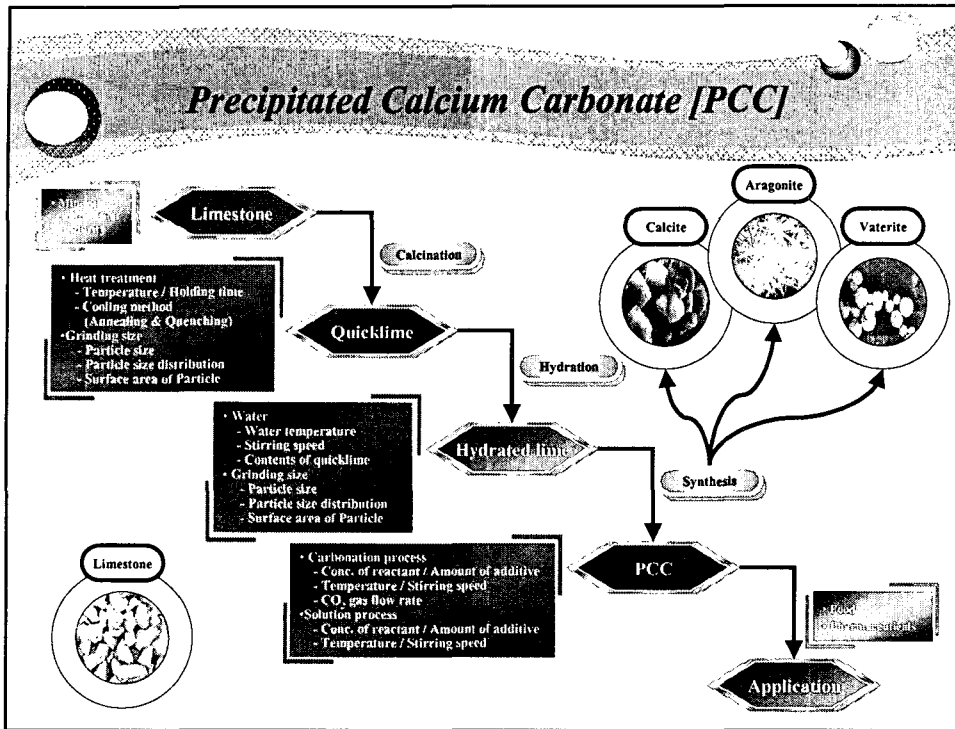 Precipitated Calcium Carbonate [PCC]
Limestone
Calcination
· Heat treatment
- Temperature / Holding time
- Cooling method
(Annealing & Quenching)
·Grinding size
- Particle size
- Particle size distribution
- Surface area of Particle
Quicklime
Hydration
· Water
- Water temperature
- Stirring speed
- Contents of quicklime
· Grinding size
- Particle size
- Particle size distribution
- Surface area of Particle
Hydrated lime
Synthesis
Aragonite
Calcite
Vaterite
· Carbonation process
- Conc. of reactant / Amount of additive
- Temperature / Stirring speed
- CO₂ gas flow rate
·Solution process
- Conc. of reactant / Amount of additive
- Temperature / Stirring speed
PCC
Limestone
· Food
Application